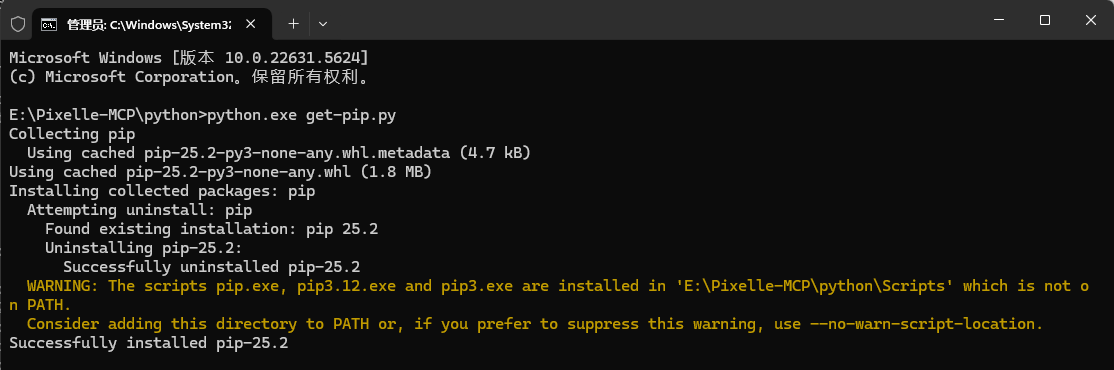 管理员: C:\Windows\System32
Microsoft Windows [版本 10.0.22631.5624]
(c) Microsoft Corporation。保留所有权利。
E:\Pixelle-MCP\python>python.exe get-pip.py
Collecting pip
  Using cached pip-25.2-py3-none-any.whl.metadata (4.7 kB)
Using cached pip-25.2-py3-none-any.whl (1.8 MB)
Installing collected packages: pip
  Attempting uninstall: pip
    Found existing installation: pip 25.2
    Uninstalling pip-25.2:
      Successfully uninstalled pip-25.2
  WARNING: The scripts pip.exe, pip3.12.exe and pip3.exe are installed in 'E:\Pixelle-MCP\python\Scripts' which is not o
n PATH.
  Consider adding this directory to PATH or, if you prefer to suppress this warning, use --no-warn-script-location.
Successfully installed pip-25.2